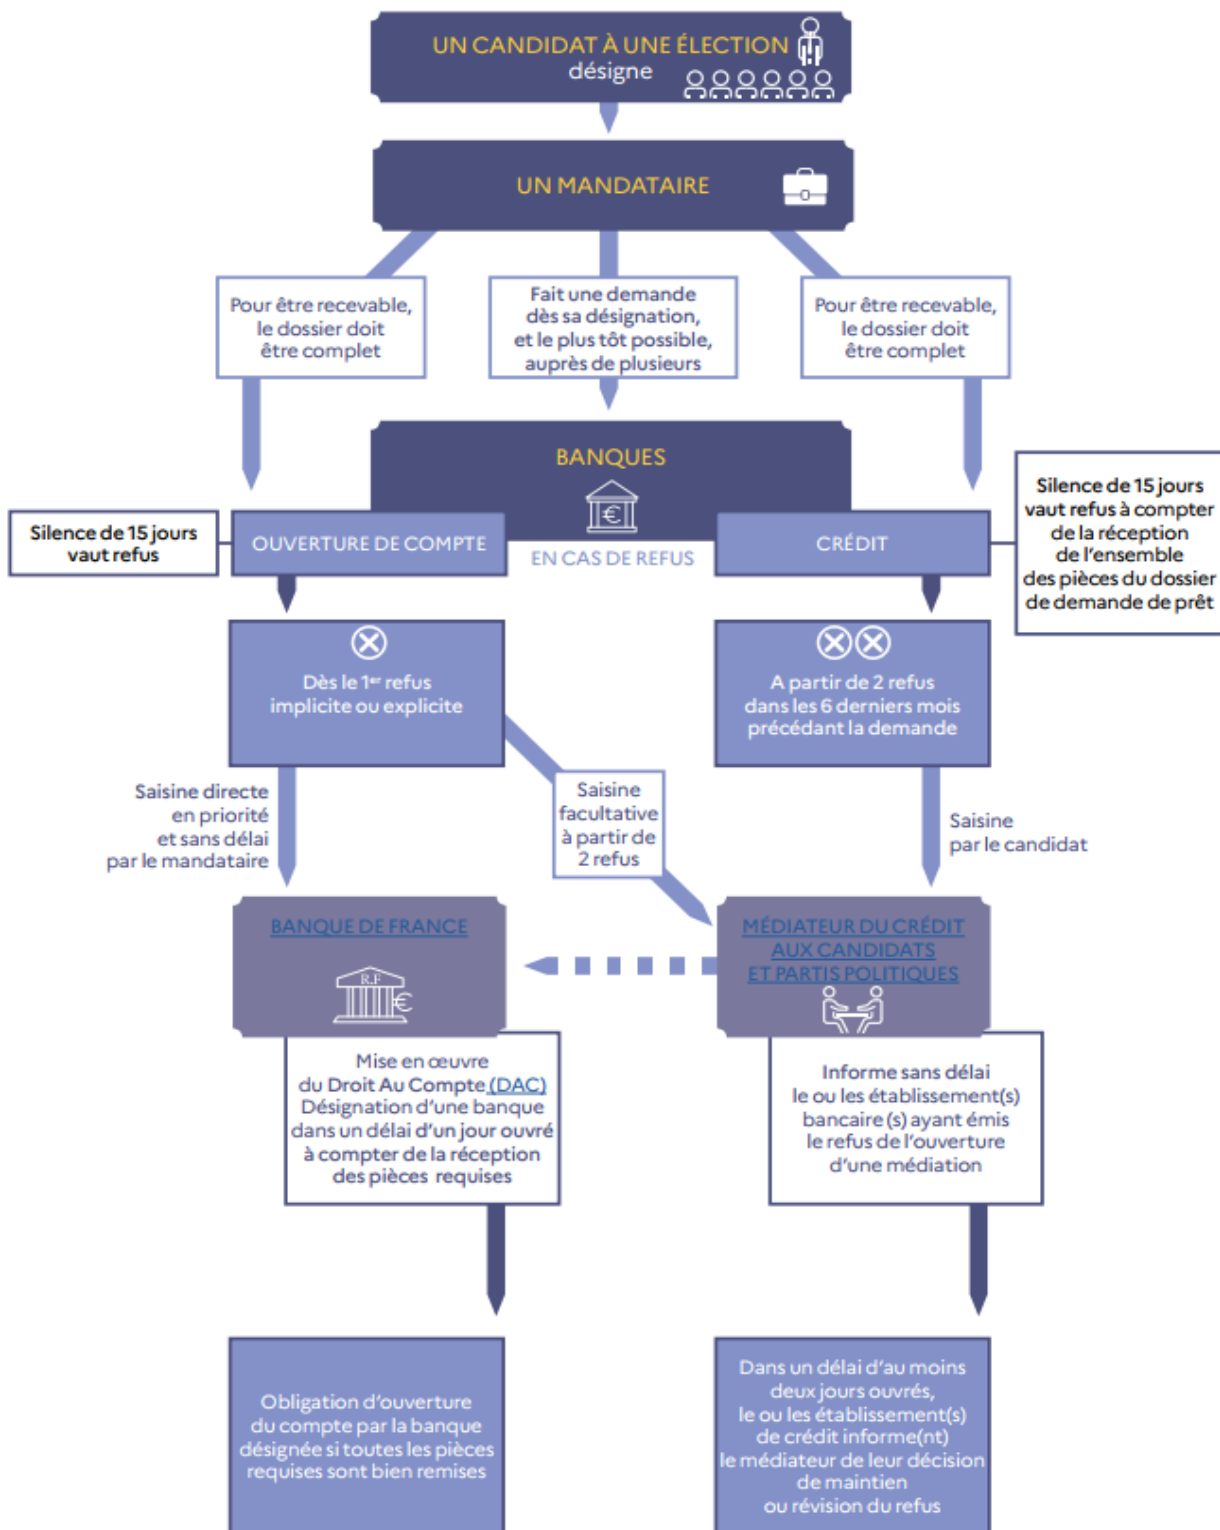 UN CANDIDAT À UNE ÉLECTION
désigne
UN MANDATAIRE
Pour être recevable,
le dossier doit
être complet
Fait une demande
dès sa désignation,
et le plus tôt possible,
auprès de plusieurs
Pour être recevable,
le dossier doit
être complet
BANQUES
€
Silence de 15 jours
vaut refus
OUVERTURE DE COMPTE
EN CAS DE REFUS
CRÉDIT
Silence de 15 jours
vaut refus à compter
de la réception
de l'ensemble
des pièces du dossier
de demande de prêt
Dès le 1er refus
implicite ou explicite
A partir de 2 refus
dans les 6 derniers mois
précédant la demande
Saisine directe
en priorité
et sans délai
par le mandataire
Saisine
facultative
à partir de
2 refus
Saisine
par le candidat
BANQUE DE FRANCE
R.F
€
MÉDIATEUR DU CRÉDIT
AUX CANDIDATS
ET PARTIS POLITIQUES
Mise en œuvre
du Droit Au Compte (DAC)
Désignation d'une banque
dans un délai d'un jour ouvré
à compter de la réception
des pièces requises
Informe sans délai
le ou les établissement(s)
bancaire (s) ayant émis
le refus de l'ouverture
d'une médiation
Obligation d'ouverture
du compte par la banque
désignée si toutes les pièces
requises sont bien remises
Dans un délai d'au moins
deux jours ouvrés,
le ou les établissement(s)
de crédit informe(nt)
le médiateur de leur décision
de maintien
ou révision du refus